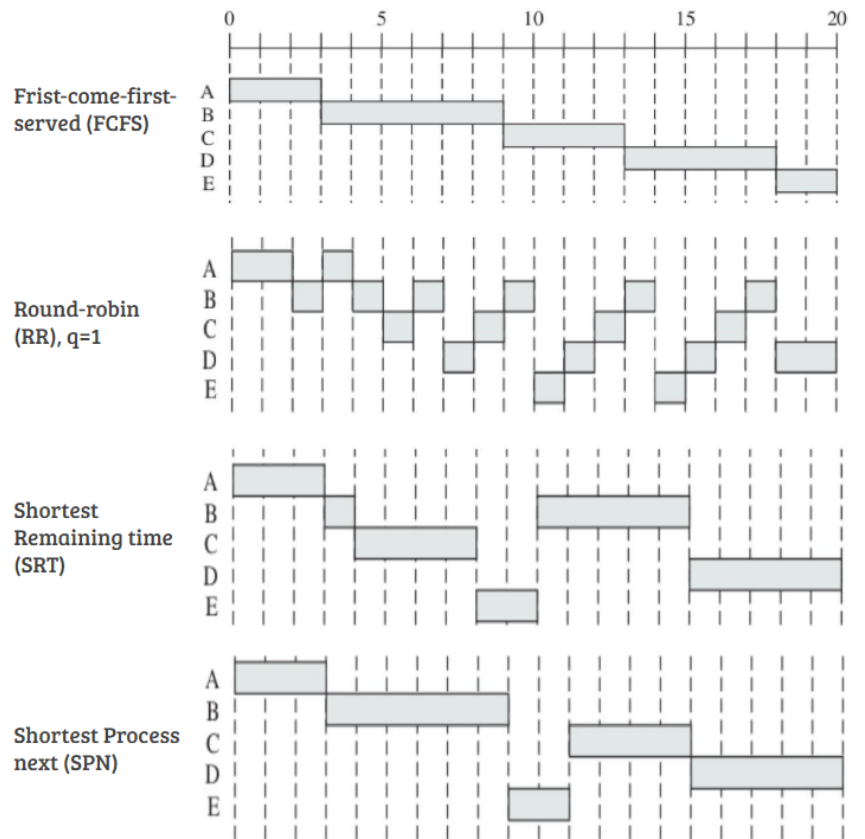 0 5 10 15 20
Frist-come-first-
served (FCFS)
A
B
C
D
E
Round-robin
(RR), q=1
A
B
C
D
E
Shortest
Remaining time
(SRT)
A
B
C
D
E
Shortest Process
next (SPN)
A
B
C
D
E